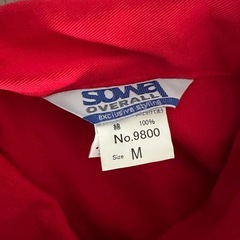 sowa
OVERALL
exclusive styling
綿 100%
No.9800
Size M